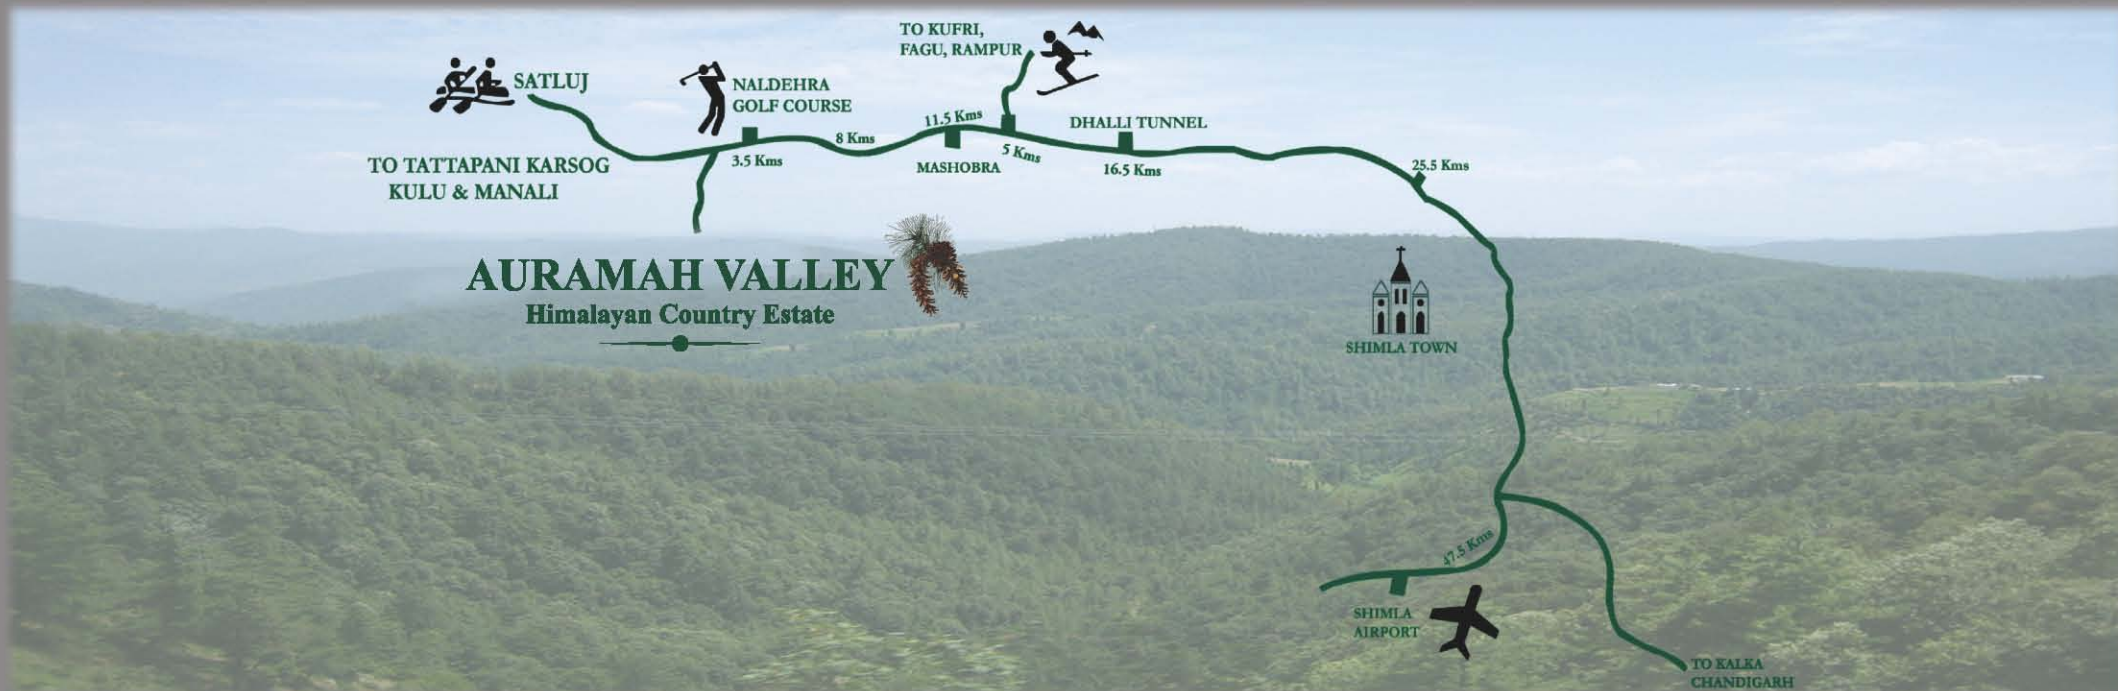 TO KUFRI,
FAGU, RAMPUR
SATLUJ
NALDEHRA
GOLF COURSE
11.5 Kms
DHALLI TUNNEL
8 Kms
5 Kms
3.5 Kms
MASHOBRA
16.5 Kms
25.5 Kms
TO TATTAPANI KARSOG
KULU & MANALI
AURAMAH VALLEY
Himalayan Country Estate
SHIMLA TOWN
47.5 Kms
SHIMLA
AIRPORT
TO KALKA
CHANDIGARH